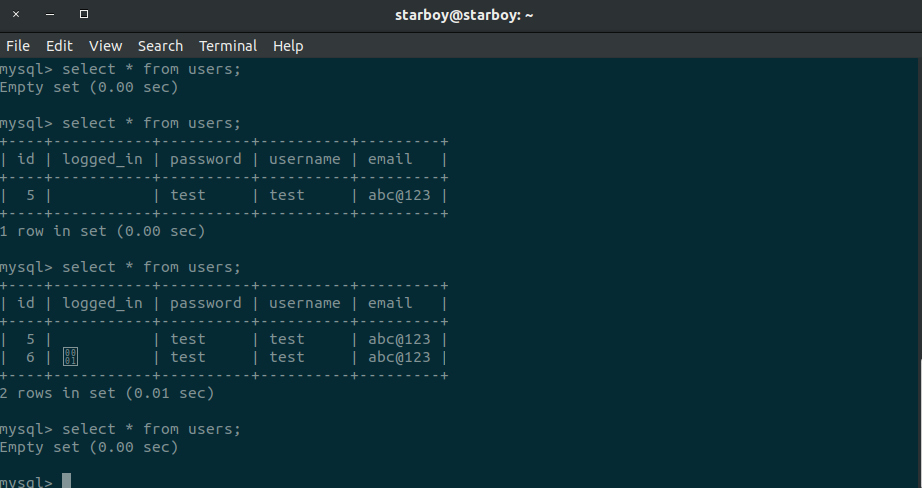 × – □ starboy@starboy: ~
File Edit View Search Terminal Help
mysql> select * from users;
Empty set (0.00 sec)
mysql> select * from users;
+----+-----------+----------+----------+---------+
| id | logged_in | password | username | email   |
+----+-----------+----------+----------+---------+
|  5 |           | test     | test     | abc@123 |
+----+-----------+----------+----------+---------+
1 row in set (0.00 sec)
mysql> select * from users;
+----+-----------+----------+----------+---------+
| id | logged_in | password | username | email   |
+----+-----------+----------+----------+---------+
|  5 |           | test     | test     | abc@123 |
|  6 | 0001      | test     | test     | abc@123 |
+----+-----------+----------+----------+---------+
2 rows in set (0.01 sec)
mysql> select * from users;
Empty set (0.00 sec)
mysql>